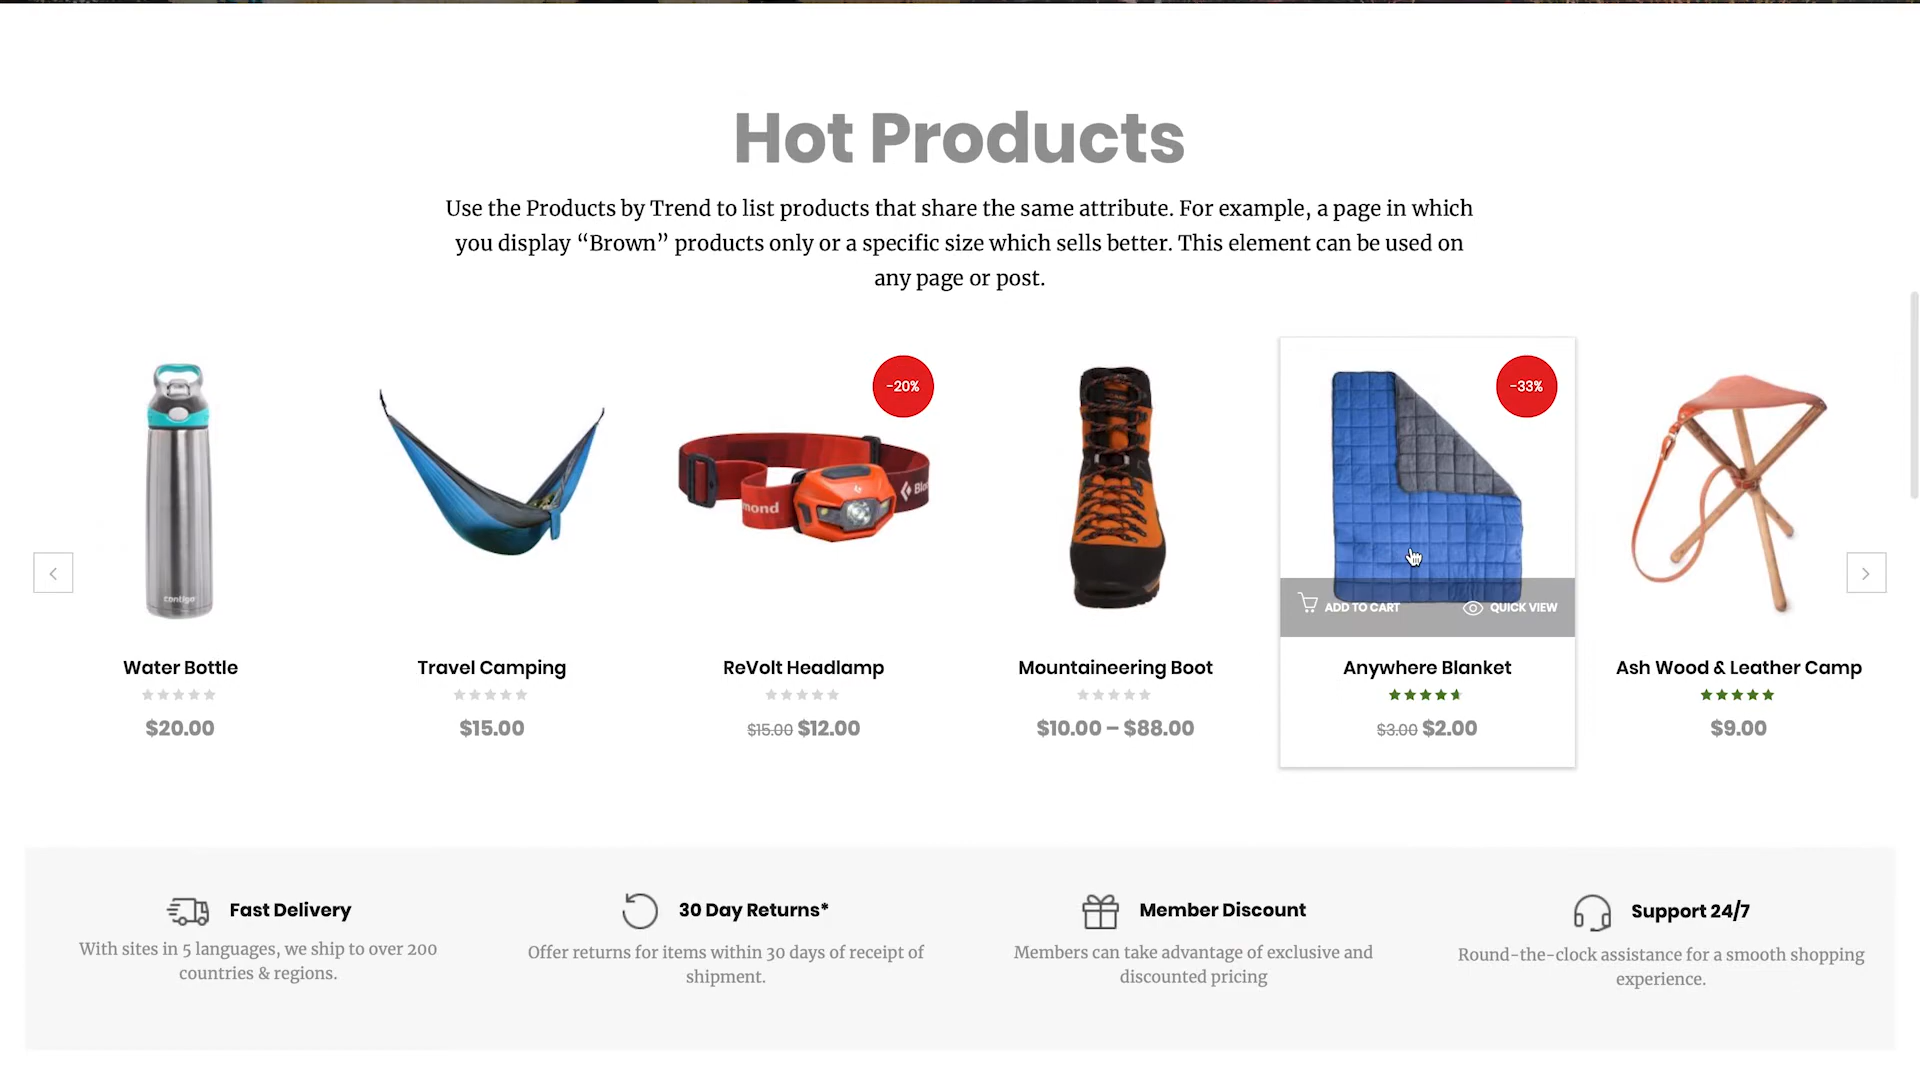 Hot Products
Use the Products by Trend to list products that share the same attribute. For example, a page in which
you display “Brown” products only or a specific size which sells better. This element can be used on
any page or post.
-20%
-33%
mond
Blac
contigo
ADD TO CART
QUICK VIEW
Water Bottle
Travel Camping
ReVolt Headlamp
Mountaineering Boot
Anywhere Blanket
Ash Wood & Leather Camp
$20.00
$15.00
$15.00 $12.00
$10.00 – $88.00
$3.00 $2.00
$9.00
Fast Delivery
With sites in 5 languages, we ship to over 200
countries & regions.
30 Day Returns*
Offer returns for items within 30 days of receipt of
shipment.
Member Discount
Members can take advantage of exclusive and
discounted pricing
Support 24/7
Round-the-clock assistance for a smooth shopping
experience.